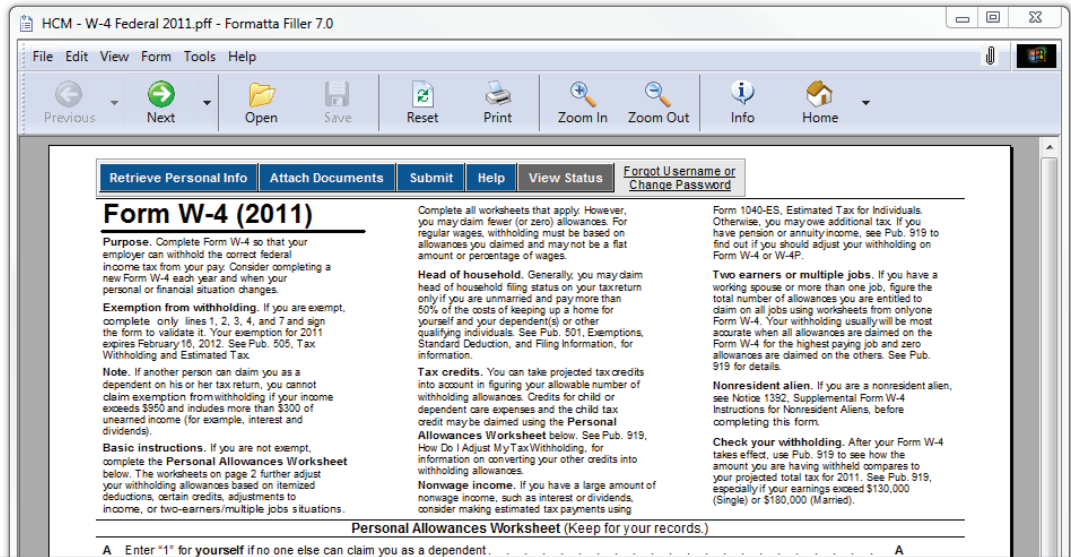 HCM - W-4 Federal 2011.pff - Formatta Filler 7.0
File Edit View Form Tools Help
Previous Next Open Save Reset Print Zoom In Zoom Out Info Home
Retrieve Personal Info Attach Documents Submit Help View Status Forgot Username or
Change Password
Form W-4 (2011)
Purpose. Complete Form W-4 so that your
employer can withhold the correct federal
income tax from your pay. Consider completing a
new Form W-4 each year and when your
personal or financial situation changes.
Exemption from withholding. If you are exempt,
complete only lines 1, 2, 3, 4, and 7 and sign
the form to validate it. Your exemption for 2011
expires February 16, 2012. See Pub. 505, Tax
Withholding and Estimated Tax.
Note. If another person can claim you as a
dependent on his or her tax return, you cannot
claim exemption from withholding if your income
exceeds $950 and includes more than $300 of
unearned income (for example, interest and
dividends).
Basic instructions. If you are not exempt,
complete the Personal Allowances Worksheet
below. The worksheets on page 2 further adjust
your withholding allowances based on itemized
deductions, certain credits, adjustments to
income, or two-earners/multiple jobs situations.
Complete all worksheets that apply. However,
you may claim fewer (or zero) allowances. For
regular wages, withholding must be based on
allowances you claimed and may not be a flat
amount or percentage of wages.
Head of household. Generally, you may claim
head of household filing status on your tax return
only if you are unmarried and pay more than
50% of the costs of keeping up a home for
yourself and your dependent(s) or other
qualifying individuals. See Pub. 501, Exemptions,
Standard Deduction, and Filing Information, for
information.
Tax credits. You can take projected tax credits
into account in figuring your allowable number of
withholding allowances. Credits for child or
dependent care expenses and the child tax
credit may be claimed using the Personal
Allowances Worksheet below. See Pub. 919,
How Do I Adjust My Tax Withholding, for
information on converting your other credits into
withholding allowances.
Nonwage income. If you have a large amount of
nonwage income, such as interest or dividends,
consider making estimated tax payments using
Form 1040-ES, Estimated Tax for Individuals.
Otherwise, you may owe additional tax. If you
have pension or annuity income, see Pub. 919 to
find out if you should adjust your withholding on
Form W-4 or W-4P.
Two earners or multiple jobs. If you have a
working spouse or more than one job, figure the
total number of allowances you are entitled to
claim on all jobs using worksheets from only one
Form W-4. Your withholding usually will be most
accurate when all allowances are claimed on the
Form W-4 for the highest paying job and zero
allowances are claimed on the others. See Pub.
919 for details.
Nonresident alien. If you are a nonresident alien,
see Notice 1392, Supplemental Form W-4
Instructions for Nonresident Aliens, before
completing this form.
Check your withholding. After your Form W-4
takes effect, use Pub. 919 to see how the
amount you are having withheld compares to
your projected total tax for 2011. See Pub. 919,
especially if your earnings exceed $130,000
(Single) or $180,000 (Married).
Personal Allowances Worksheet (Keep for your records.)
A Enter "1" for yourself if no one else can claim you as a dependent . . . . . . . . . . . . . . . . . . . . . . . A